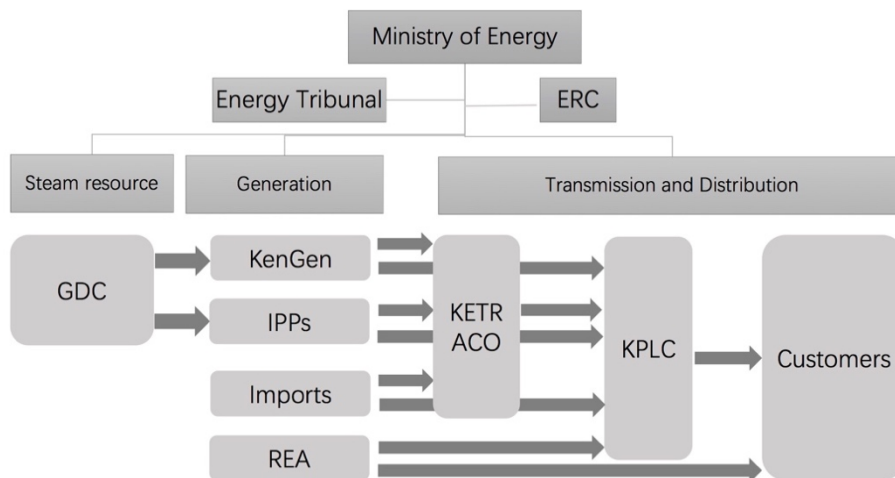 Ministry of Energy
Energy Tribunal
ERC
Steam resource
Generation
Transmission and Distribution
GDC
KenGen
IPPs
Imports
REA
KETR
ACO
KPLC
Customers